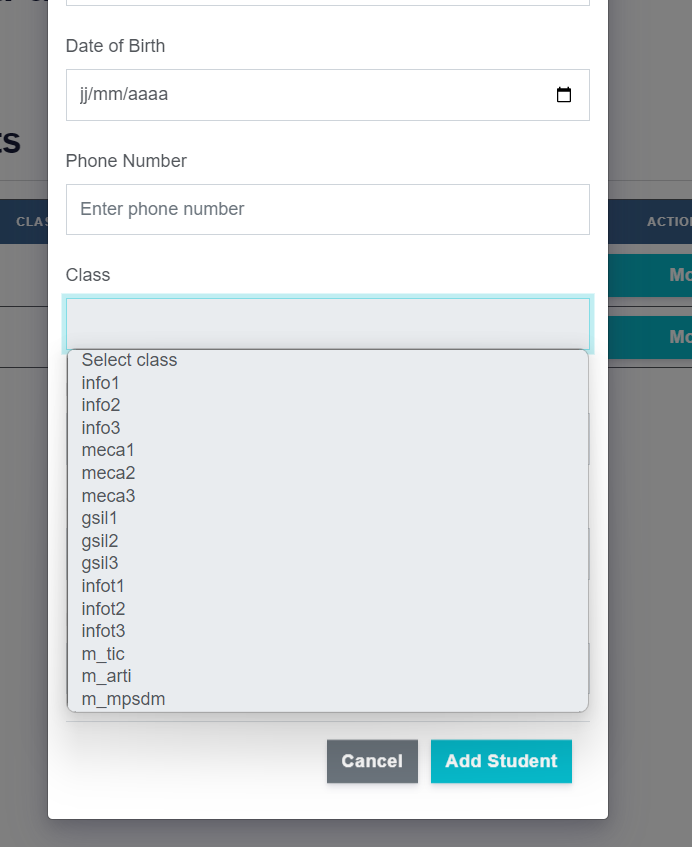 Date of Birth
jj/mm/aaaa
Phone Number
Enter phone number
CLAS
ACTIO
Mo
Class
Mo
Select class
info1
info2
info3
meca1
meca2
meca3
gsil1
gsil2
gsil3
infot1
infot2
infot3
m_tic
m_arti
m_mpsdm
Cancel
Add Student